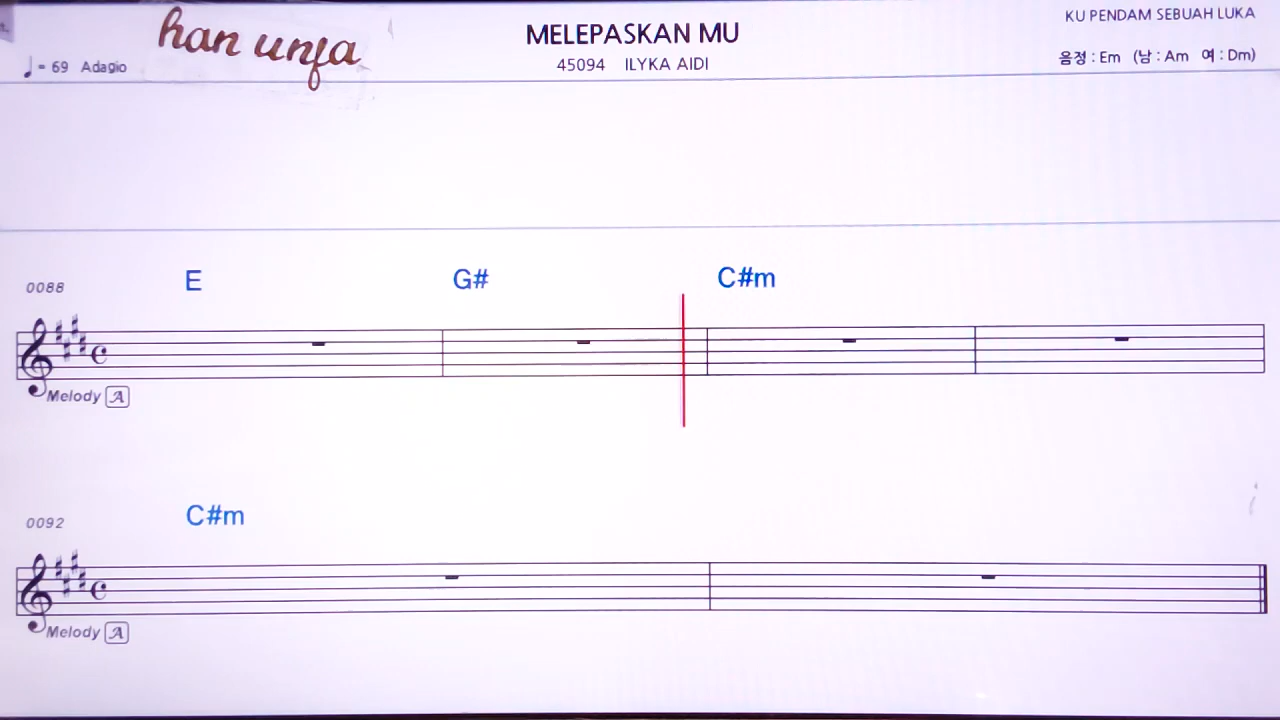 han unfa
MELEPASKAN MU
KU PENDAM SEBUAH LUKA
♩= 69 Adagio
45094 ILYKA AIDI
음정 : Em (남 : Am 여 : Dm)
0088
E G# C#m
Melody A
0092
C#m
Melody A